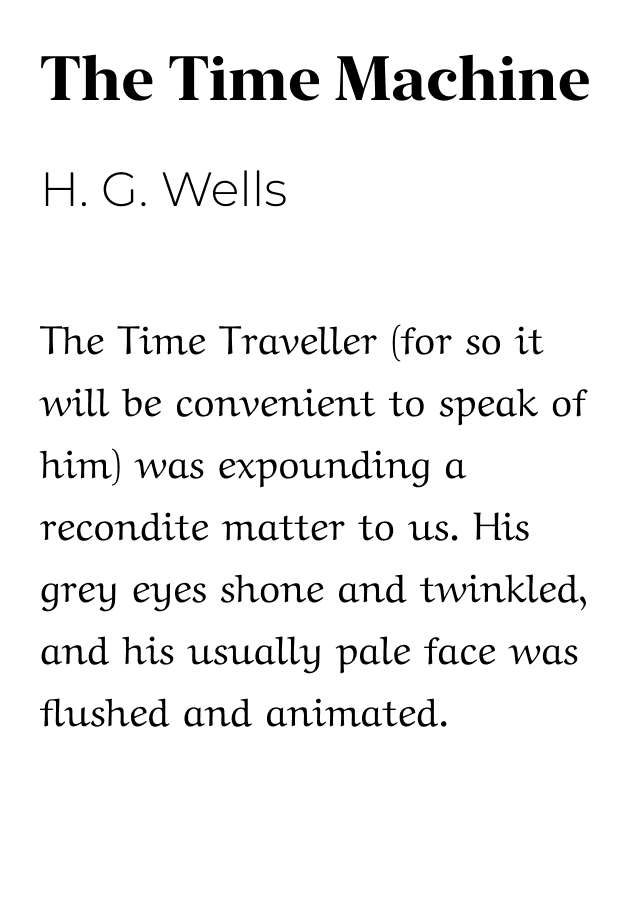 The Time Machine
H. G. Wells
The Time Traveller (for so it
will be convenient to speak of
him) was expounding a
recondite matter to us. His
grey eyes shone and twinkled,
and his usually pale face was
flushed and animated.